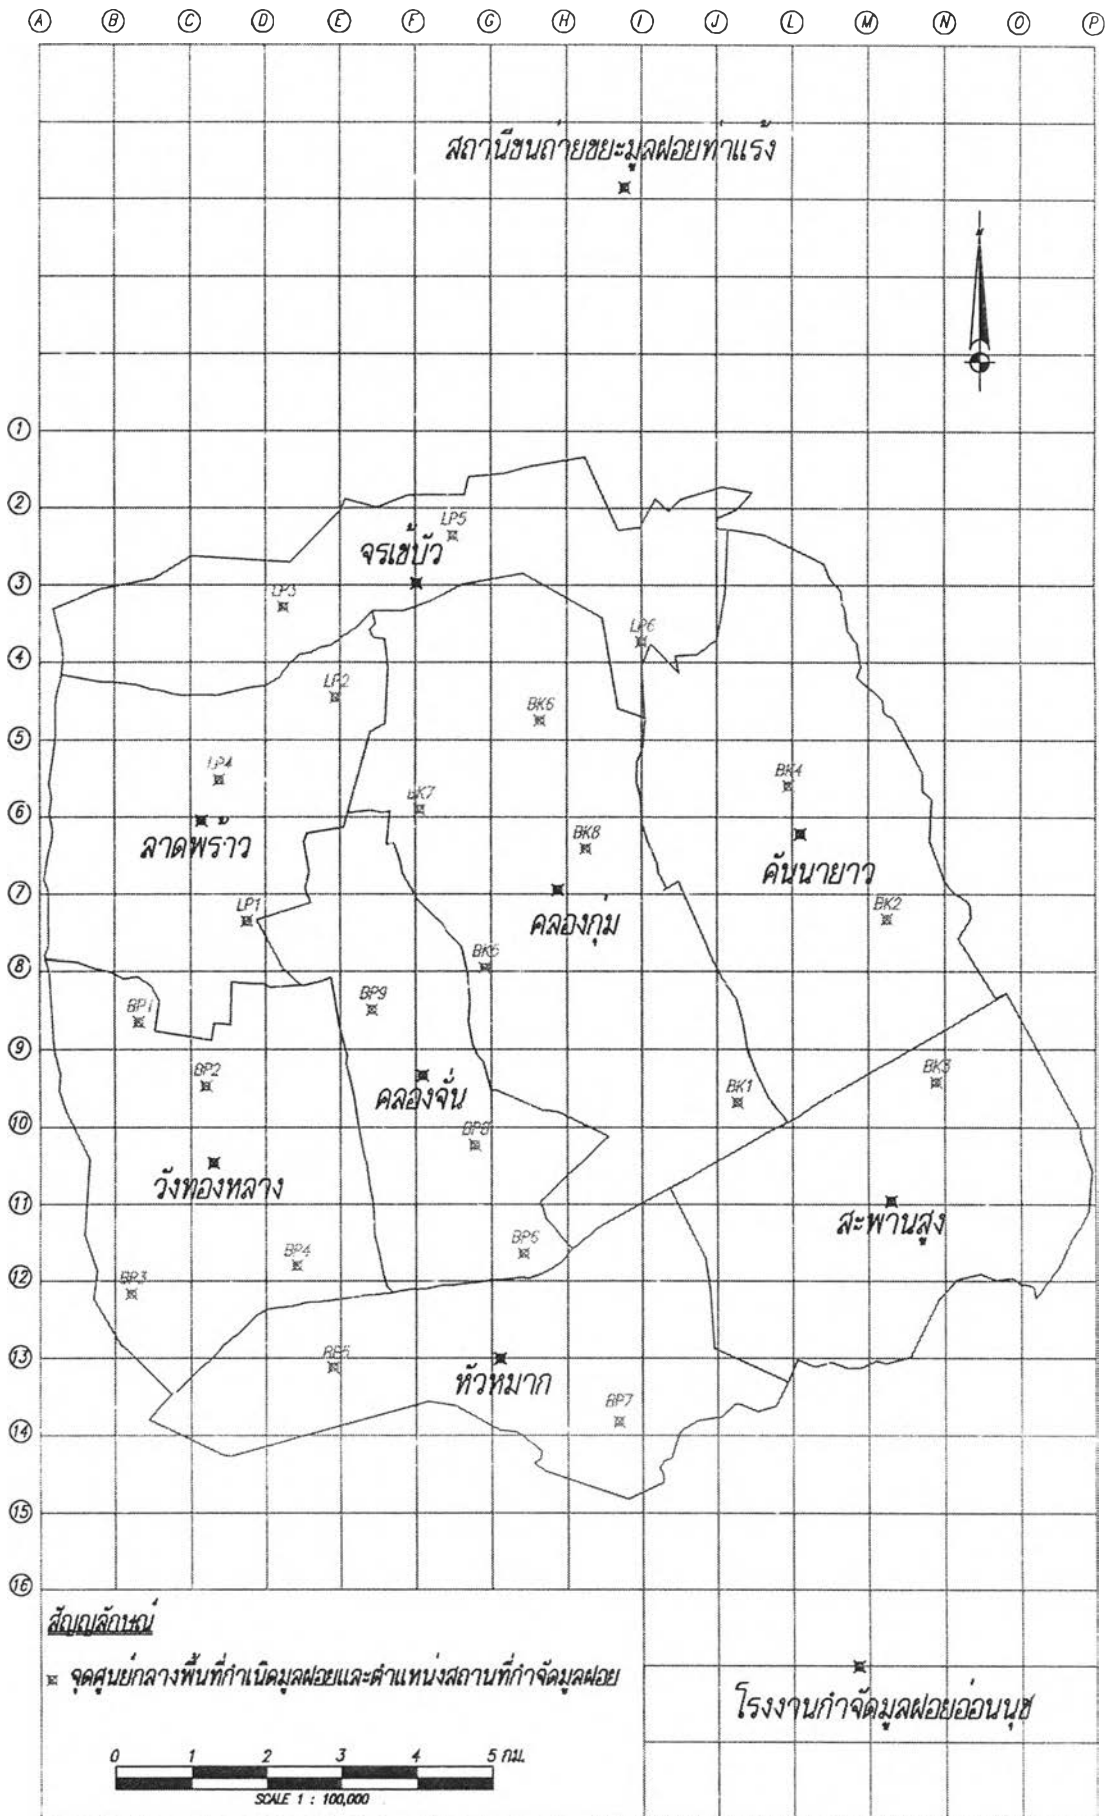 A B C D E F G H I J L M N O P
สถานีขนถ่ายขยะมูลฝอยท่าแร้ง
1
2
LP5
จรเข้บัว
3
LP3
LP6
4
LP2
BK6
5
LP4
BK4
BK7
6
ลาดพร้าว
BK8
คันนายาว
7
LP1
คลองกุ่ม
BK2
BK5
8
BP9
BP1
9
BP2
คลองจั่น
BK3
BK1
10
BP8
วังทองหลาง
11
สะพานสูง
BP6
BP4
12
BP3
13
หัวหมาก
BP7
14
15
16
สัญญลักษณ์
จุดศูนย์กลางพื้นที่กำเนิดมูลฝอยและตำแหน่งสถานที่กำจัดมูลฝอย
โรงงานกำจัดมูลฝอยอ่อนนุช
0 1 2 3 4 5 กม.
SCALE 1 : 100,000